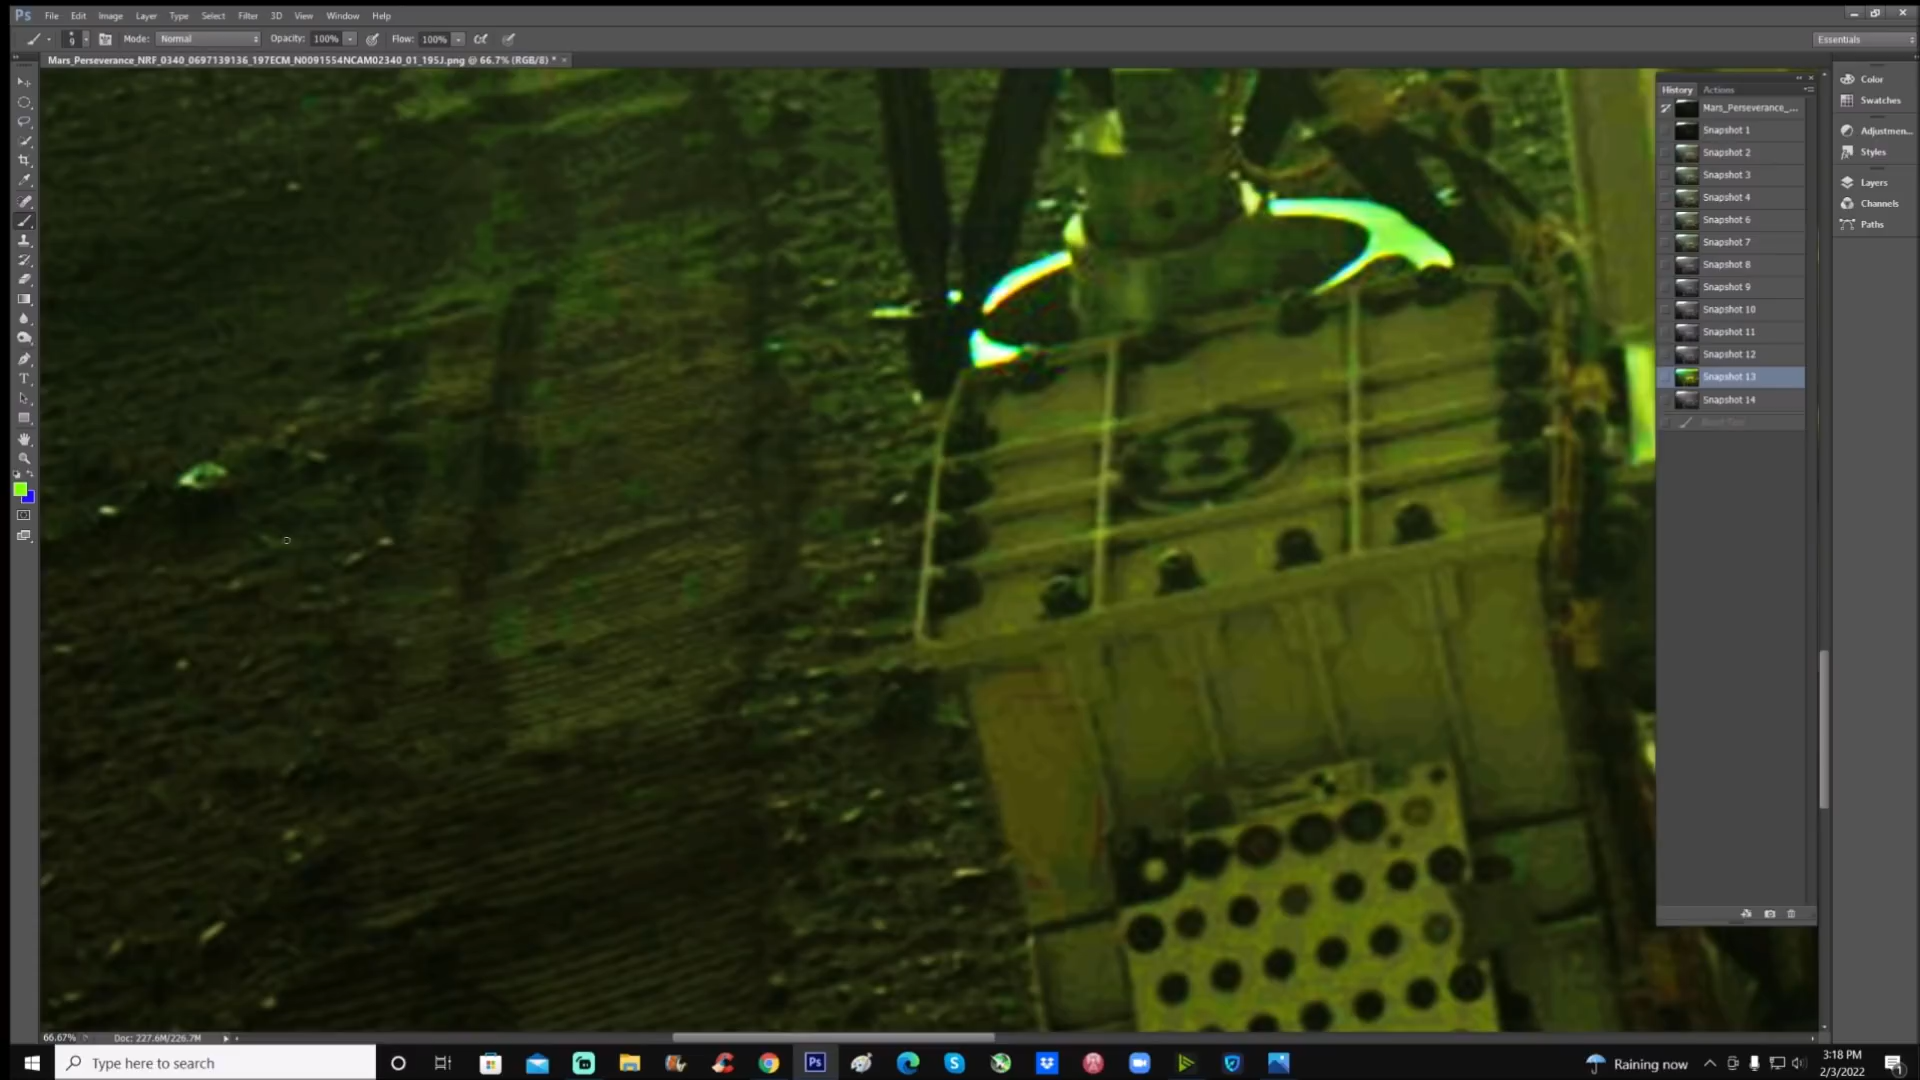 Ps File Edit Image Layer Type Select Filter 3D View Window Help
9 Mode: Normal Opacity: 100% Flow: 100% Essentials
Mars_Perseverance_NRF_0340_0697139136_197ECM_N0091554NCAM02340_01_195J.png @ 66.7% (RGB/8) * ×
History Actions
Mars_Perseverance_...
Snapshot 1
Snapshot 2
Snapshot 3
Snapshot 4
Snapshot 6
Snapshot 7
Snapshot 8
Snapshot 9
Snapshot 10
Snapshot 11
Snapshot 12
Snapshot 13
Snapshot 14
Color
Swatches
Adjustmen...
Styles
Layers
Channels
Paths
66.67% Doc: 227.6M/226.7M
Type here to search
Ps
Raining now
3:18 PM
2/3/2022
1